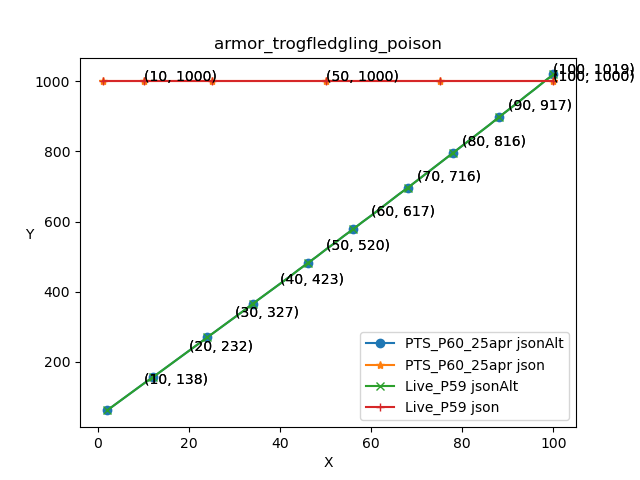 armor_trogfledgling_poison
(100, 1019)
(10, 1000)
(50, 1000)
(100, 1000)
1000
(90, 917)
800
(80, 816)
(70, 716)
600
(60, 617)
Y
(50, 520)
400
(40, 423)
(30, 327)
200
(20, 232)
(10, 138)
PTS_P60_25apr jsonAlt
PTS_P60_25apr json
Live_P59 jsonAlt
Live_P59 json
0 20 40 60 80 100
X